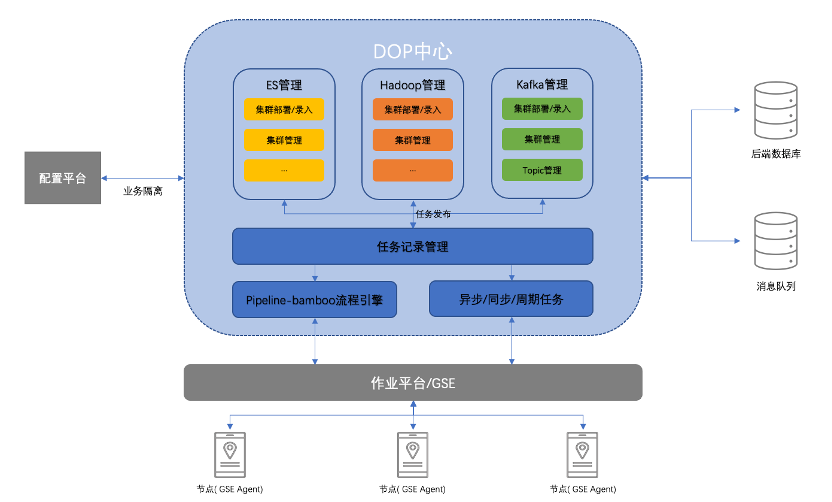 DOP中心
ES管理
集群部署/录入
集群管理
...
Hadoop管理
集群部署/录入
集群管理
...
Kafka管理
集群部署/录入
集群管理
Topic管理
配置平台
业务隔离
后端数据库
消息队列
任务发布
任务记录管理
Pipeline-bamboo流程引擎
异步/同步/周期任务
作业平台/GSE
节点( GSE Agent)
节点( GSE Agent)
节点( GSE Agent)